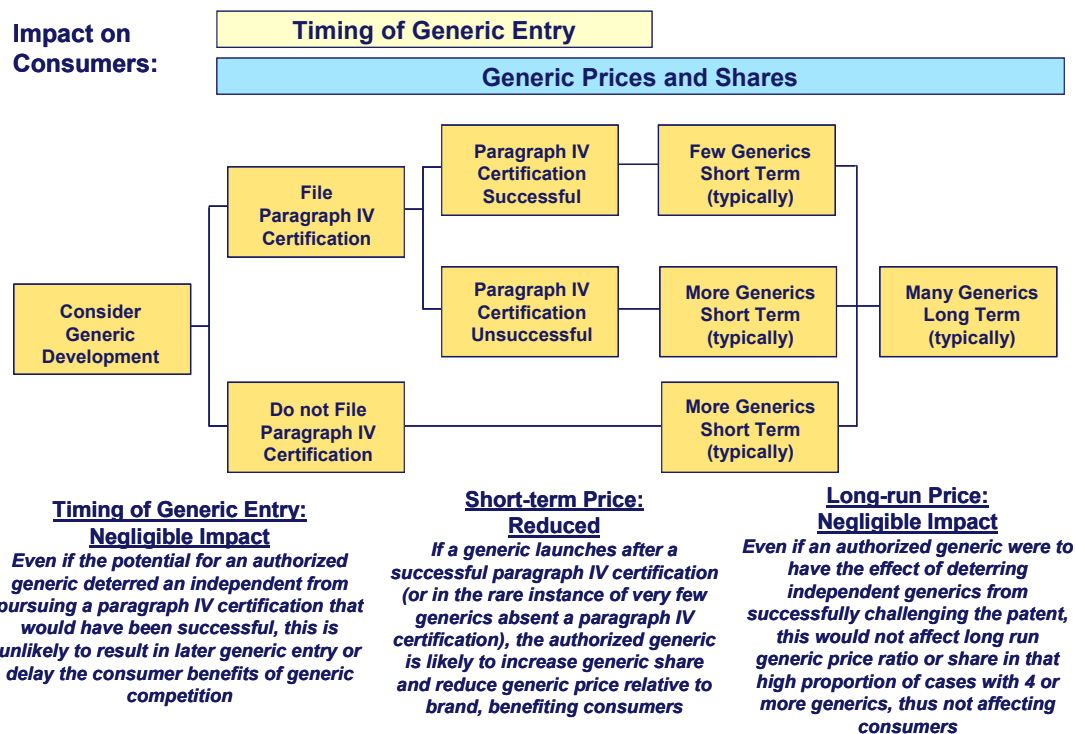 Impact on
Consumers:
Timing of Generic Entry
Generic Prices and Shares
Paragraph IV
Certification
Successful
Few Generics
Short Term
(typically)
File
Paragraph IV
Certification
Paragraph IV
Certification
Unsuccessful
More Generics
Short Term
(typically)
Many Generics
Long Term
(typically)
Consider
Generic
Development
Do not File
Paragraph IV
Certification
More Generics
Short Term
(typically)
Timing of Generic Entry:
Negligible Impact
Even if the potential for an authorized
generic deterred an independent from
pursuing a paragraph IV certification that
would have been successful, this is
unlikely to result in later generic entry or
delay the consumer benefits of generic
competition
Short-term Price:
Reduced
If a generic launches after a
successful paragraph IV certification
(or in the rare instance of very few
generics absent a paragraph IV
certification), the authorized generic
is likely to increase generic share
and reduce generic price relative to
brand, benefiting consumers
Long-run Price:
Negligible Impact
Even if an authorized generic were to
have the effect of deterring
independent generics from
successfully challenging the patent,
this would not affect long run
generic price ratio or share in that
high proportion of cases with 4 or
more generics, thus not affecting
consumers